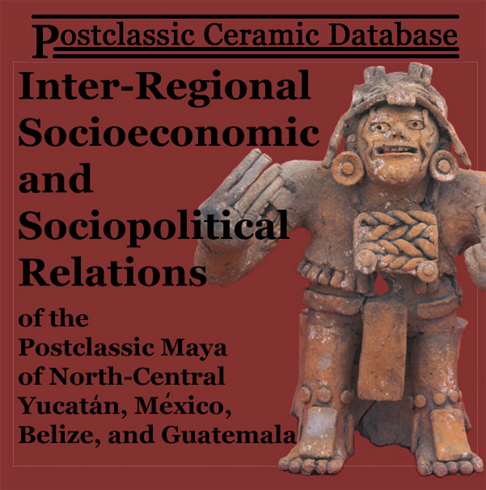 Postclassic Ceramic Database
Inter-Regional
Socioeconomic
and
Sociopolitical
Relations
of the
Postclassic Maya
of North-Central
Yucatán, México,
Belize, and Guatemala